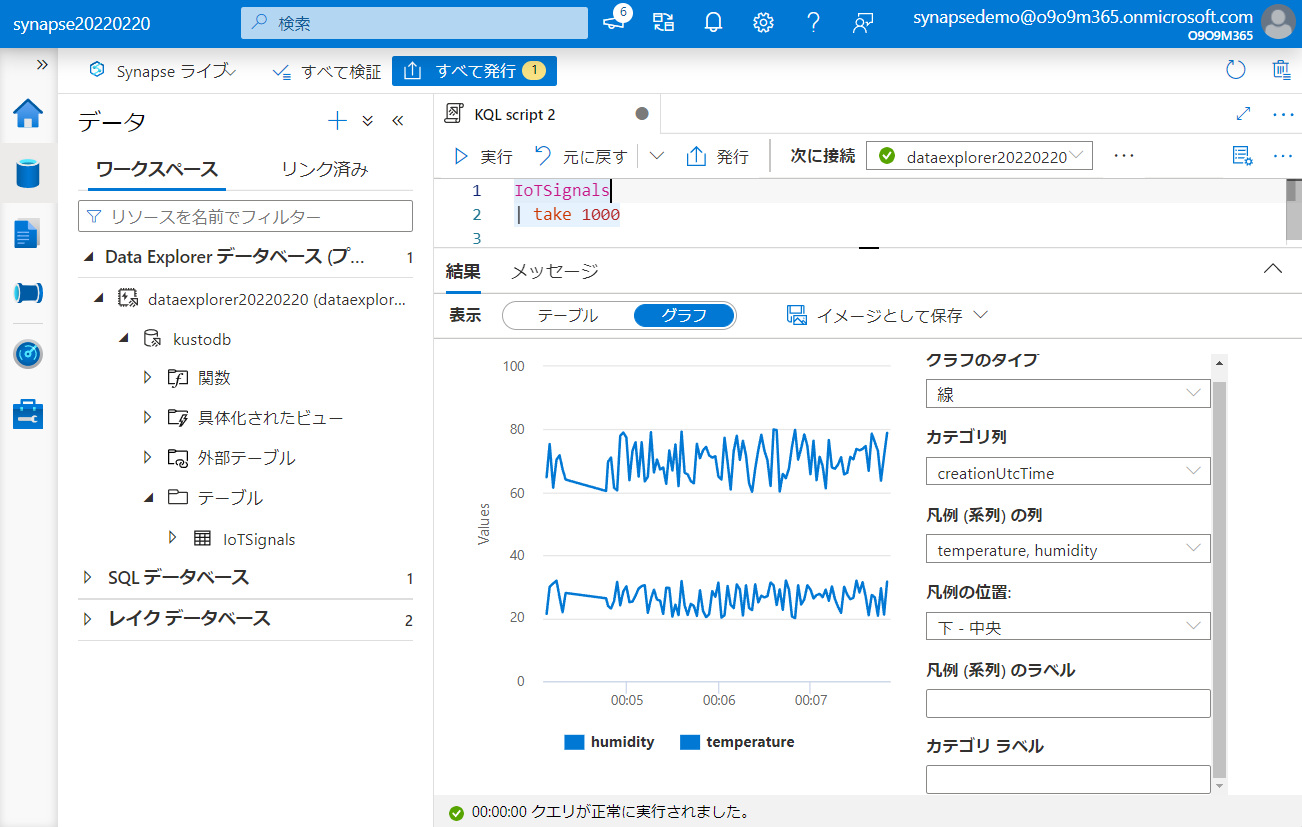 synapse20220220
検索
6
synapsedemo@o9o9m365.onmicrosoft.com
O9O9M365
Synapse ライブ
すべて検証
すべて発行 1
データ
ワークスペース
リンク済み
リソースを名前でフィルター
Data Explorer データベース (プ... 1
dataexplorer20220220 (dataexplor...
kustodb
関数
具体化されたビュー
外部テーブル
テーブル
IoTSignals
SQL データベース 1
レイク データベース 2
KQL script 2
実行
元に戻す
発行
次に接続
dataexplorer20220220
1 IoTSignals
2 | take 1000
3
結果
メッセージ
表示
テーブル
グラフ
イメージとして保存
100
80
60
40
20
0
Values
00:05
00:06
00:07
humidity
temperature
グラフのタイプ
線
カテゴリ列
creationUtcTime
凡例 (系列) の列
temperature, humidity
凡例の位置:
下 - 中央
凡例 (系列) のラベル
カテゴリ ラベル
00:00:00 クエリが正常に実行されました。